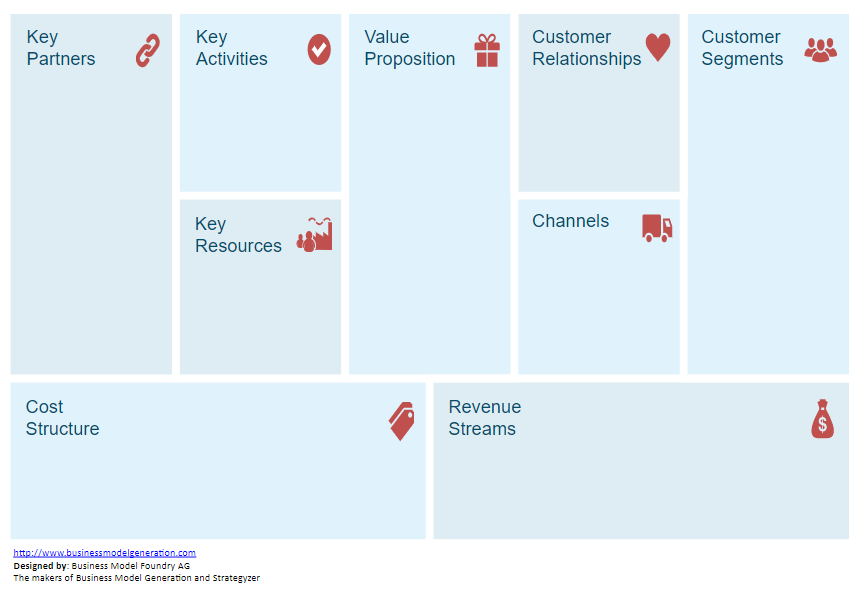 Key
Partners
Key
Activities
Value
Proposition
Customer
Relationships
Customer
Segments
Key
Resources
Channels
Cost
Structure
Revenue
Streams
$
http://www.businessmodelgeneration.com
Designed by: Business Model Foundry AG
The makers of Business Model Generation and Strategyzer